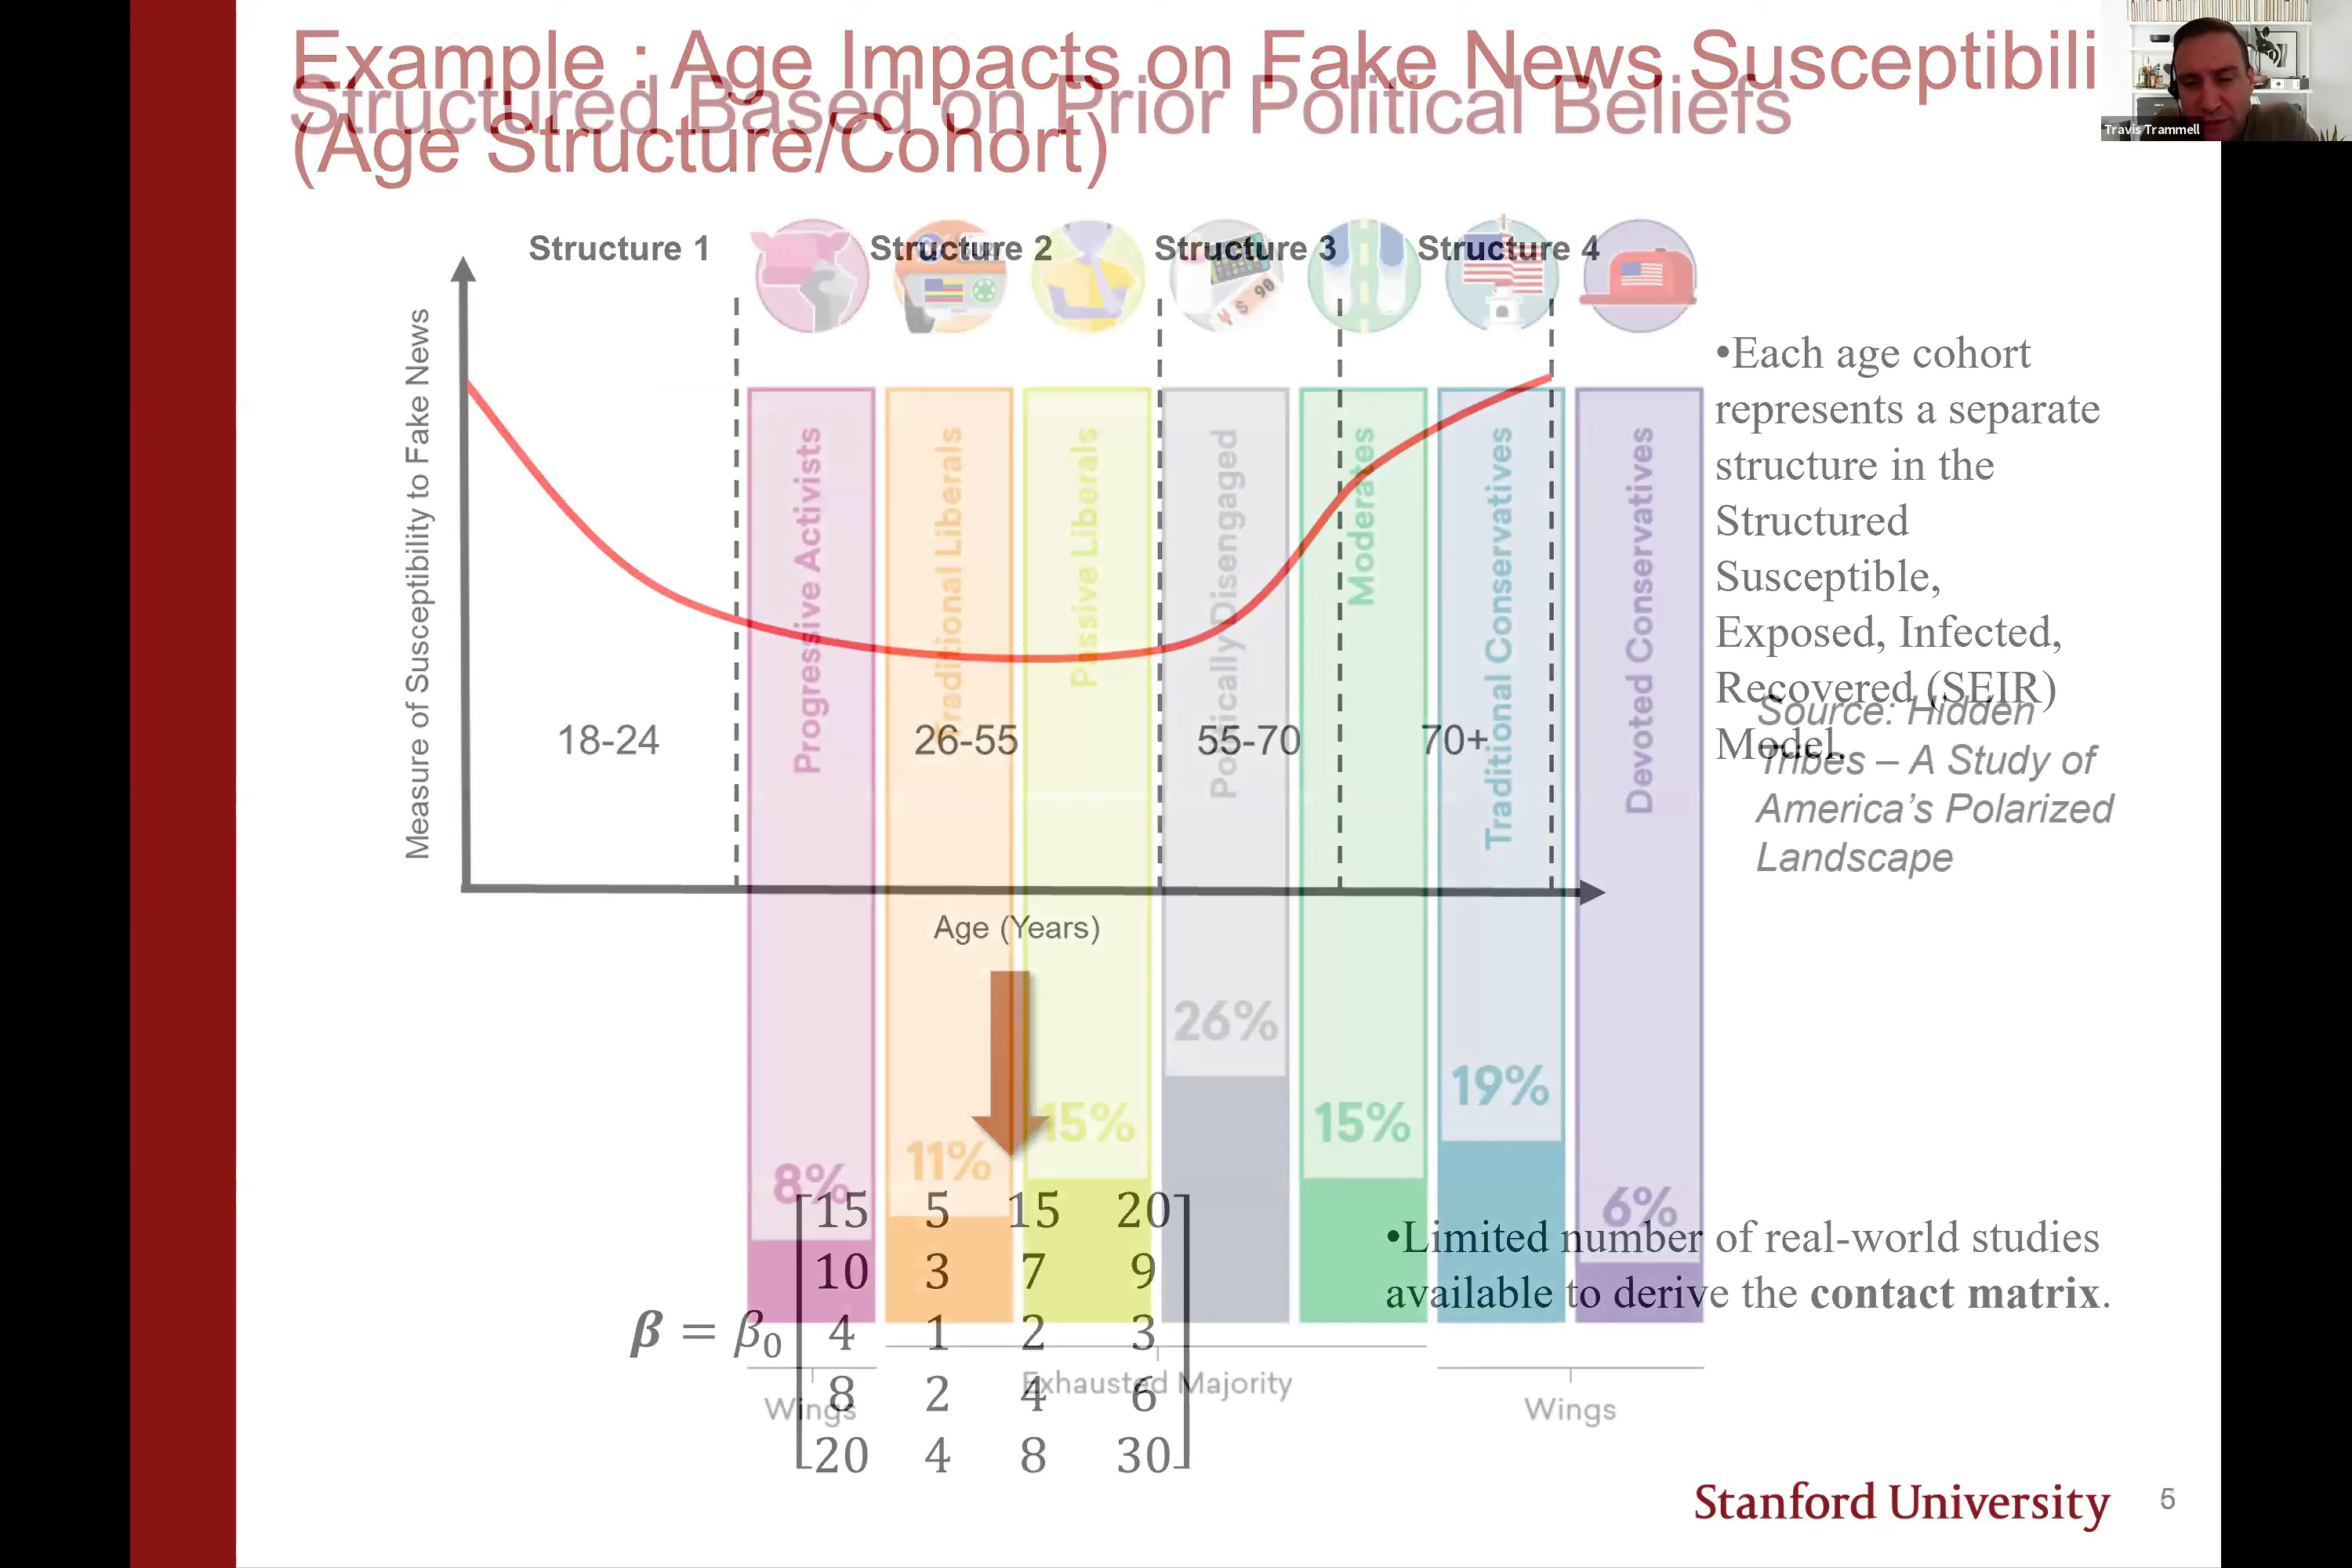 Example : Age Impacts on Fake News Susceptibili
Structured Based on Prior Political Beliefs
(Age Structure/Cohort)
Travis Trammell
Structure 1
Structure 2
Structure 3
Structure 4
Measure of Susceptibility to Fake News
Progressive Activists
Traditional Liberals
Passive Liberals
Politically Disengaged
Moderates
Traditional Conservatives
Devoted Conservatives
18-24
26-55
55-70
70+
Age (Years)
•Each age cohort
represents a separate
structure in the
Structured
Susceptible,
Exposed, Infected,
Recovered (SEIR)
Model.
Source: Hidden
Tribes – A Study of
America's Polarized
Landscape
8%
11%
15%
26%
15%
19%
6%
β = β0
15 5 15 20
10 3 7 9
4 1 2 3
8 2 4 6
20 4 8 30
•Limited number of real-world studies
available to derive the contact matrix.
Wings
Exhausted Majority
Wings
$ 90
Stanford University
5